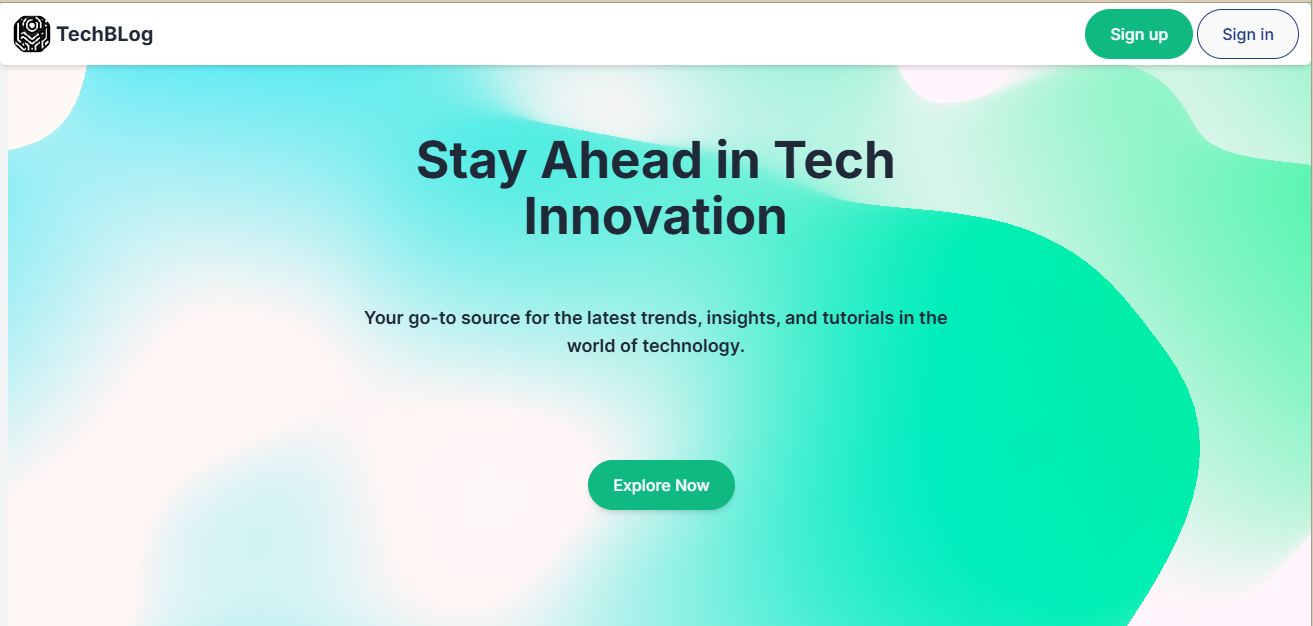 TechBLog
Sign up
Sign in
Stay Ahead in Tech
Innovation
Your go-to source for the latest trends, insights, and tutorials in the
world of technology.
Explore Now